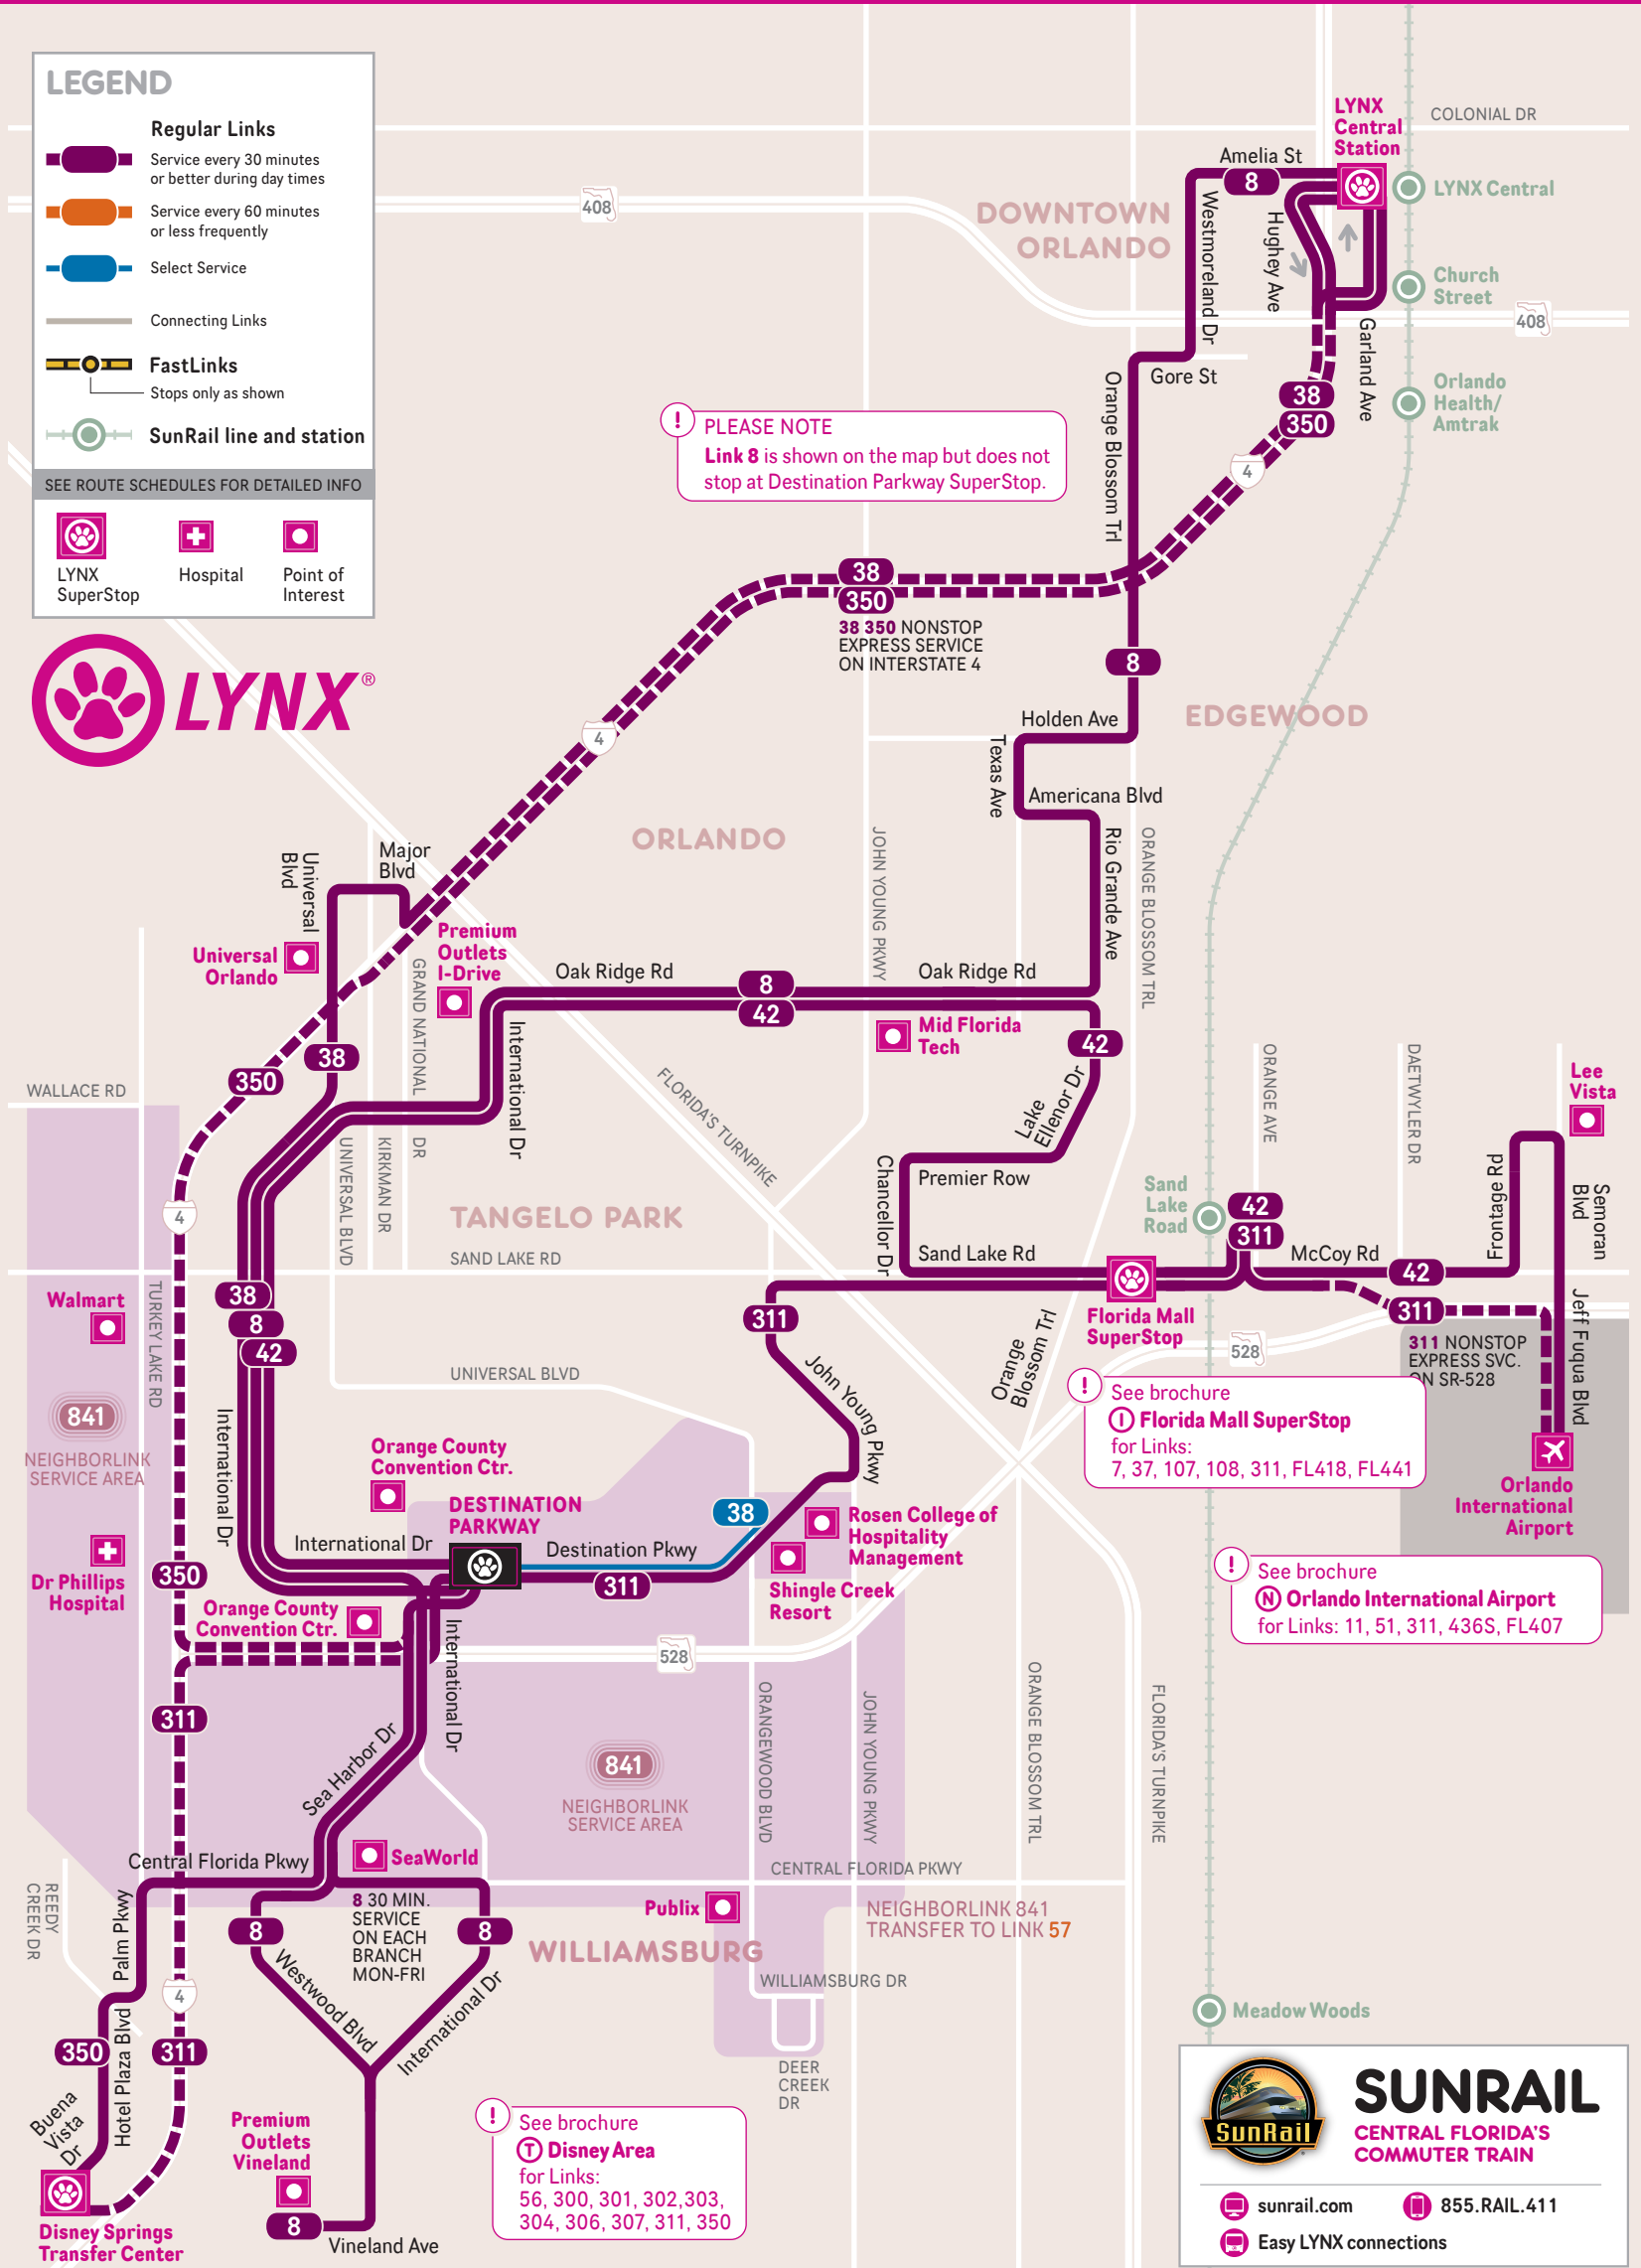 LEGEND
Regular Links
Service every 30 minutes
or better during day times
Service every 60 minutes
or less frequently
Select Service
Connecting Links
FastLinks
Stops only as shown
SunRail line and station
SEE ROUTE SCHEDULES FOR DETAILED INFO
LYNX
SuperStop
Hospital
Point of
Interest
LYNX®
LYNX
Central
Station
COLONIAL DR
Amelia St
8
LYNX Central
408
DOWNTOWN
ORLANDO
Westmoreland Dr
Hughey Ave
Church
Street
408
Garland Ave
Gore St
Orlando
Health/
Amtrak
38
350
Orange Blossom Trl
4
!
PLEASE NOTE
Link 8 is shown on the map but does not
stop at Destination Parkway SuperStop.
38
350
38 350 NONSTOP
EXPRESS SERVICE
ON INTERSTATE 4
8
EDGEWOOD
4
Holden Ave
Texas Ave
Americana Blvd
ORLANDO
JOHN YOUNG PKWY
Rio Grande Ave
ORANGE BLOSSOM TRL
Major
Blvd
Universal
Blvd
Universal
Orlando
Premium
Outlets
I-Drive
GRAND NATIONAL
DR
Oak Ridge Rd
8
42
Oak Ridge Rd
Mid Florida
Tech
42
International Dr
38
350
WALLACE RD
FLORIDA'S TURNPIKE
Lake
Ellenor Dr
ORANGE AVE
DAETWYLER DR
Lee
Vista
UNIVERSAL BLVD
KIRKMAN DR
Chancellor Dr
Premier Row
Sand
Lake
Road
42
311
Frontage Rd
Semoran
Blvd
4
TANGELO PARK
SAND LAKE RD
Sand Lake Rd
McCoy Rd
42
Walmart
TURKEY LAKE RD
38
8
42
311
Florida Mall
SuperStop
311
Jeff Fuqua Blvd
311 NONSTOP
EXPRESS SVC.
ON SR-528
528
Orange
Blossom Trl
UNIVERSAL BLVD
John Young Pkwy
!
See brochure
I Florida Mall SuperStop
for Links:
7, 37, 107, 108, 311, FL418, FL441
841
NEIGHBORLINK
SERVICE AREA
International Dr
Orange County
Convention Ctr.
DESTINATION
PARKWAY
38
Rosen College of
Hospitality
Management
Orlando
International
Airport
International Dr
Destination Pkwy
311
Shingle Creek
Resort
Dr Phillips
Hospital
350
!
See brochure
N Orlando International Airport
for Links: 11, 51, 311, 436S, FL407
Orange County
Convention Ctr.
International Dr
528
311
ORANGEWOOD BLVD
JOHN YOUNG PKWY
ORANGE BLOSSOM TRL
FLORIDA'S TURNPIKE
Sea Harbor Dr
841
NEIGHBORLINK
SERVICE AREA
Central Florida Pkwy
SeaWorld
CENTRAL FLORIDA PKWY
REEDY
CREEK DR
Palm Pkwy
8
8 30 MIN.
SERVICE
ON EACH
BRANCH
MON-FRI
8
Publix
NEIGHBORLINK 841
TRANSFER TO LINK 57
WILLIAMSBURG
Westwood Blvd
International Dr
WILLIAMSBURG DR
4
DEER
CREEK
DR
Meadow Woods
350
311
Hotel Plaza Blvd
Buena
Vista
Dr
Disney Springs
Transfer Center
Premium
Outlets
Vineland
8
Vineland Ave
!
See brochure
T Disney Area
for Links:
56, 300, 301, 302,303,
304, 306, 307, 311, 350
SunRail
SUNRAIL
CENTRAL FLORIDA'S
COMMUTER TRAIN
sunrail.com
855.RAIL.411
Easy LYNX connections